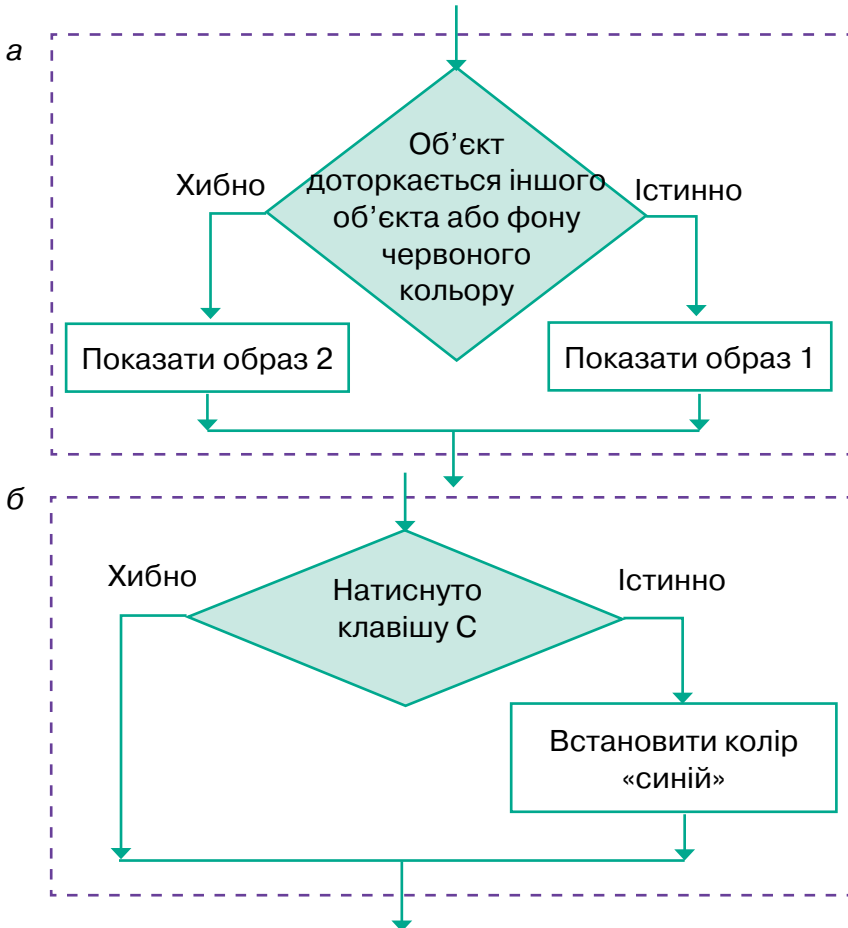 а
Об’єкт
доторкається іншого
об’єкта або фону
червоного
кольору
Хибно
Істинно
Показати образ 2
Показати образ 1
б
Хибно
Натиснуто
клавішу С
Істинно
Встановити колір
«синій»